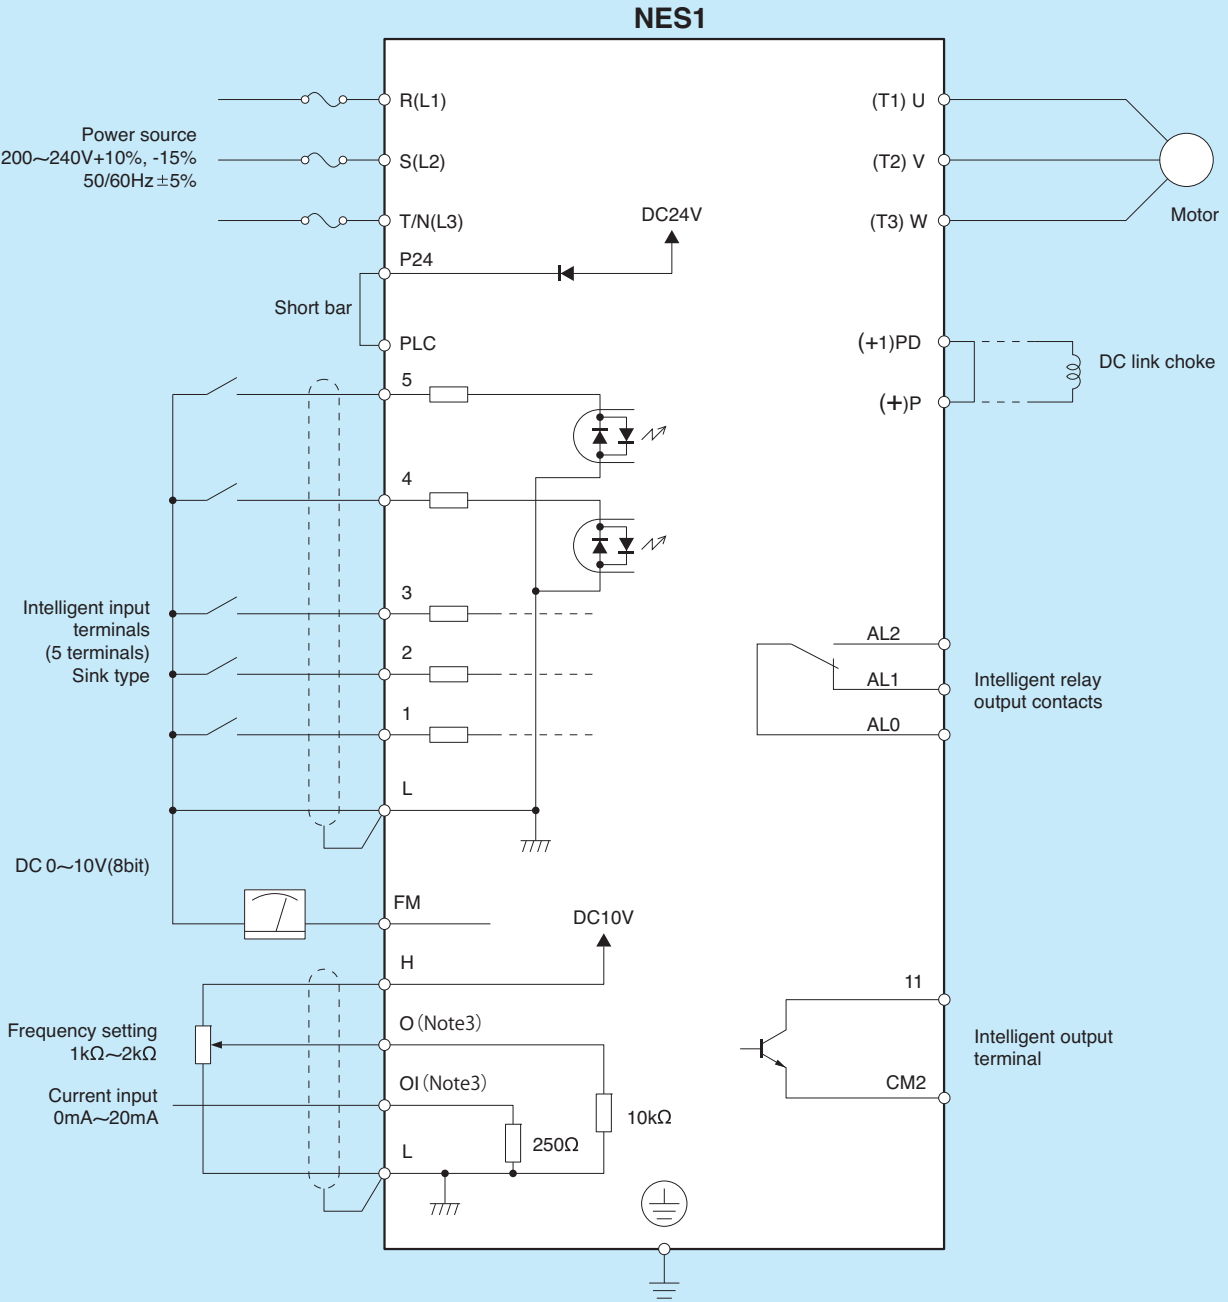 NES1
R(L1)
Power source
200～240V+10%, -15%
50/60Hz±5%
S(L2)
T/N(L3)
(T1) U
(T2) V
(T3) W
Motor
DC24V
P24
Short bar
PLC
(+1)PD
(+)P
DC link choke
5
4
3
2
1
L
Intelligent input
terminals
(5 terminals)
Sink type
AL2
AL1
AL0
Intelligent relay
output contacts
DC 0～10V(8bit)
FM
DC10V
H
O(Note3)
Frequency setting
1kΩ～2kΩ
OI(Note3)
Current input
0mA～20mA
L
250Ω
10kΩ
11
CM2
Intelligent output
terminal